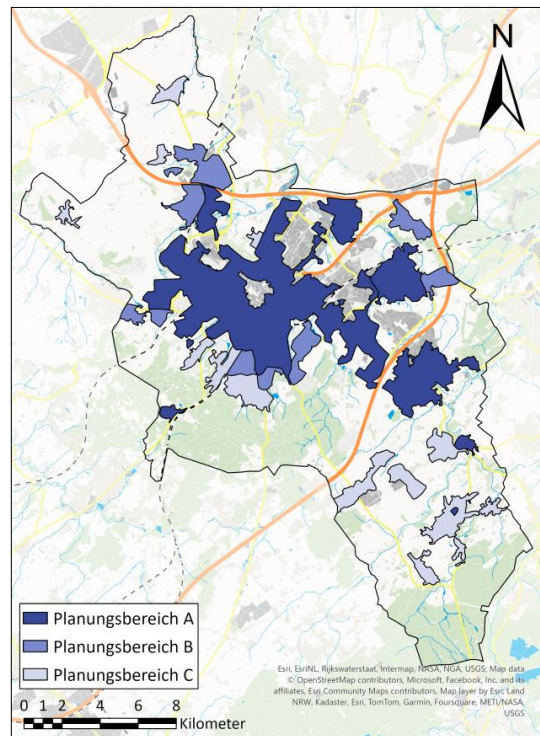 N
Planungsbereich A
Planungsbereich B
Planungsbereich C
0 1 2 4 6 8
Kilometer
Esri, EsriNL, Rijkswaterstaat, Intermap, NASA, NGA, USGS; Map data
© OpenStreetMap contributors, Microsoft, Facebook, Inc. and its
affiliates, Esri Community Maps contributors, Map layer by Esri; Land
NRW, Kadaster, Esri, TomTom, Garmin, Foursquare, METI/NASA,
USGS